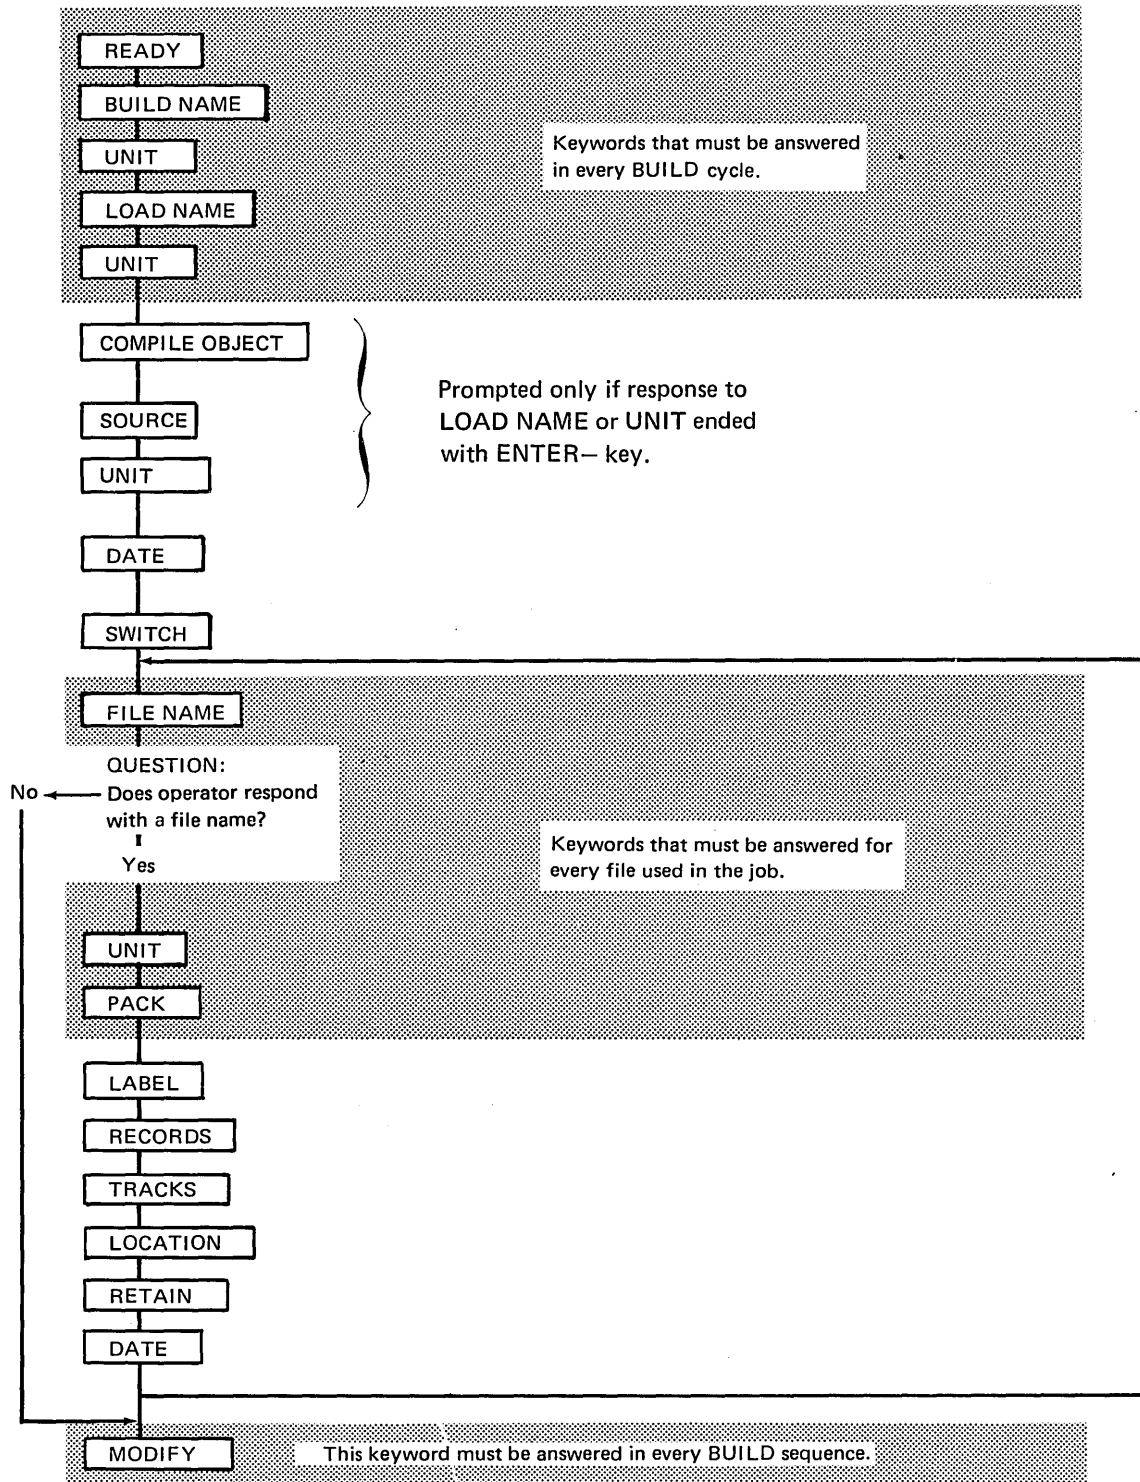 READY
BUILD NAME
UNIT
LOAD NAME
UNIT
Keywords that must be answered
in every BUILD cycle.
COMPILE OBJECT
SOURCE
UNIT
Prompted only if response to
LOAD NAME or UNIT ended
with ENTER– key.
DATE
SWITCH
FILE NAME
QUESTION:
Does operator respond
with a file name?
No
Yes
Keywords that must be answered for
every file used in the job.
UNIT
PACK
LABEL
RECORDS
TRACKS
LOCATION
RETAIN
DATE
MODIFY
This keyword must be answered in every BUILD sequence.